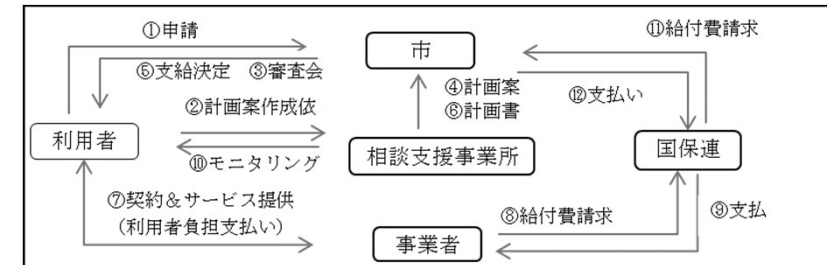 ①申請
市
⑪給付費請求
⑤支給決定 ③審査会
④計画案
⑥計画書
⑫支払い
②計画案作成依
利用者
相談支援事業所
国保連
⑩モニタリング
⑦契約＆サービス提供
（利用者負担支払い）
⑧給付費請求
⑨支払
事業者